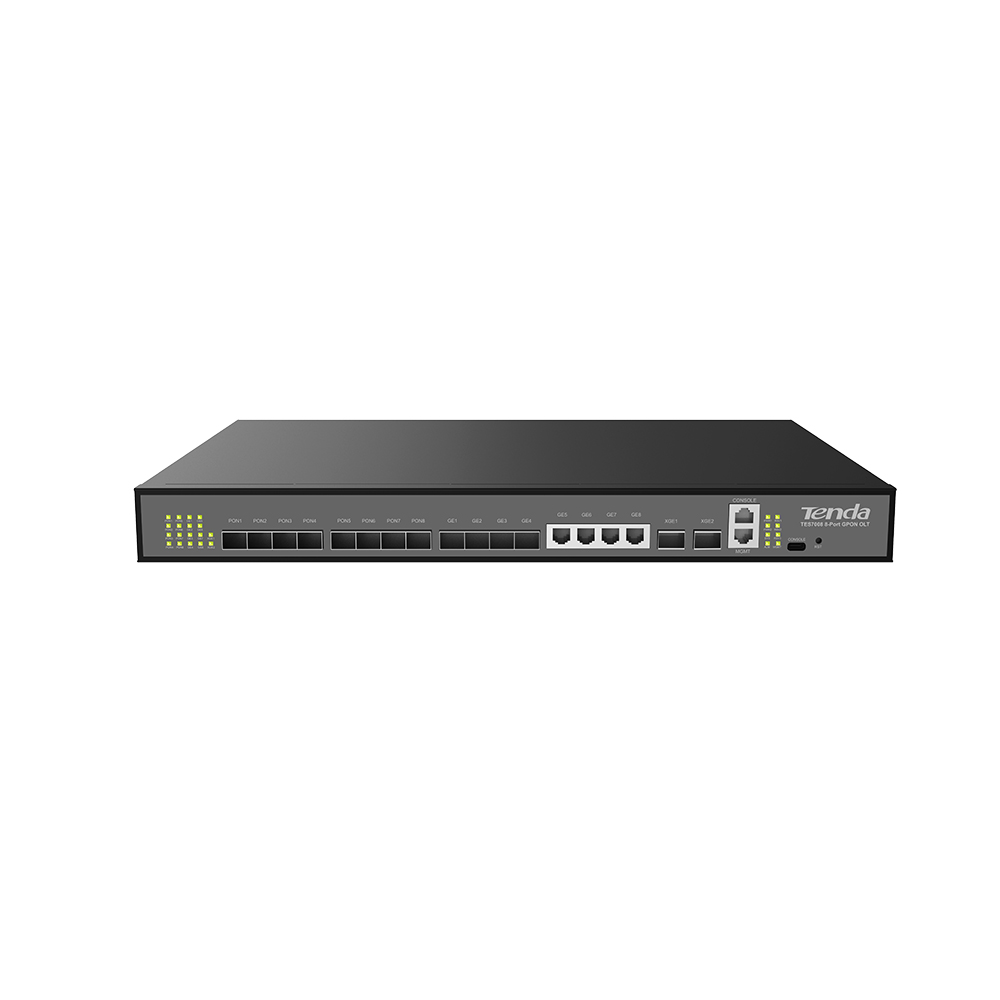 PON1 PON2 PON3 PON4 PON5 PON6 PON7 PON8 GE1 GE2 GE3 GE4 GE5 GE6 GE7 GE8 XGE1 XGE2
CONSOLE
MGMT
Tenda
TES7008 8-Port GPON OLT
CONSOLE
RST